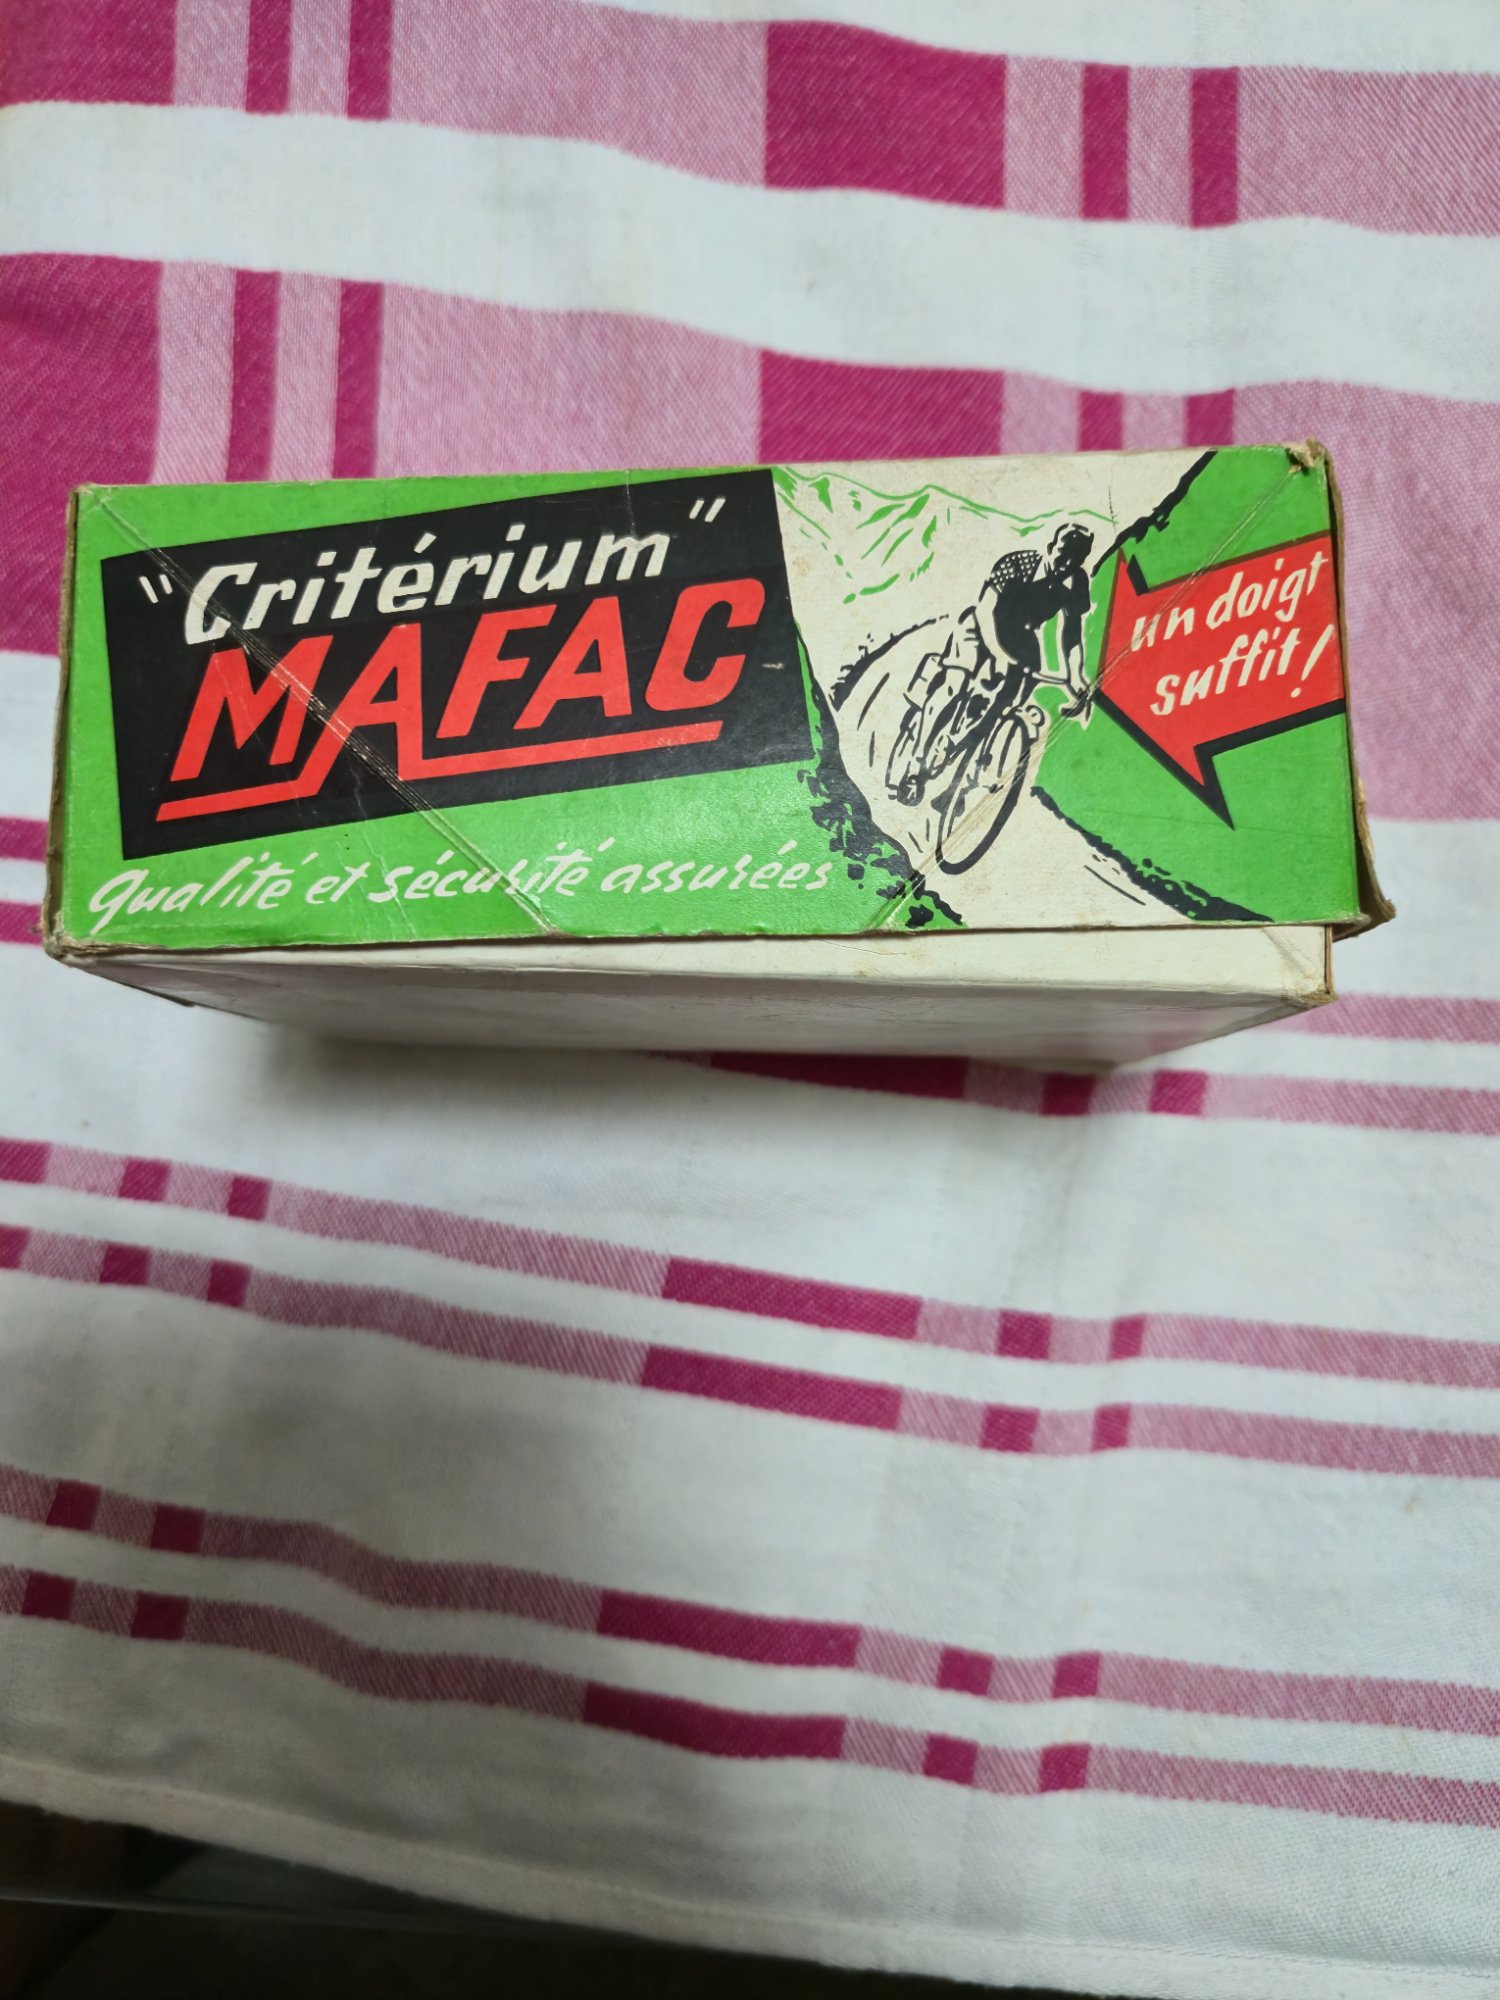 "Critérium"
MAFAC
qualité et sécurité assurées
un doigt
suffit!